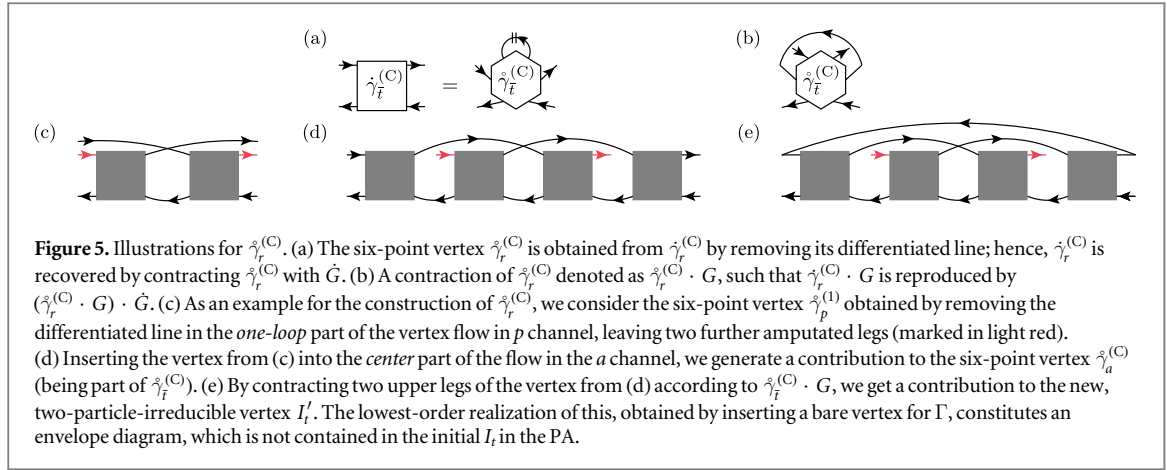 (a)
γ̇_t̄^(C)
=
γ̊_t̄^(C)
(b)
γ̊_t̄^(C)
(c)
(d)
(e)
Figure 5. Illustrations for γ̊_r^(C). (a) The six-point vertex γ̊_r^(C) is obtained from γ̇_r^(C) by removing its differentiated line; hence, γ̇_r^(C) is
recovered by contracting γ̊_r^(C) with Ġ. (b) A contraction of γ̊_r^(C) denoted as γ̊_r^(C) · G, such that γ̇_r^(C) · G is reproduced by
(γ̊_r^(C) · G) · Ġ. (c) As an example for the construction of γ̊_r^(C), we consider the six-point vertex γ̊_p^(1) obtained by removing the
differentiated line in the one-loop part of the vertex flow in p channel, leaving two further amputated legs (marked in light red).
(d) Inserting the vertex from (c) into the center part of the flow in the a channel, we generate a contribution to the six-point vertex γ̊_a^(C)
(being part of γ̊_t̄^(C)). (e) By contracting two upper legs of the vertex from (d) according to γ̊_t̄^(C) · G, we get a contribution to the new,
two-particle-irreducible vertex I_t′. The lowest-order realization of this, obtained by inserting a bare vertex for Γ, constitutes an
envelope diagram, which is not contained in the initial I_t in the PA.